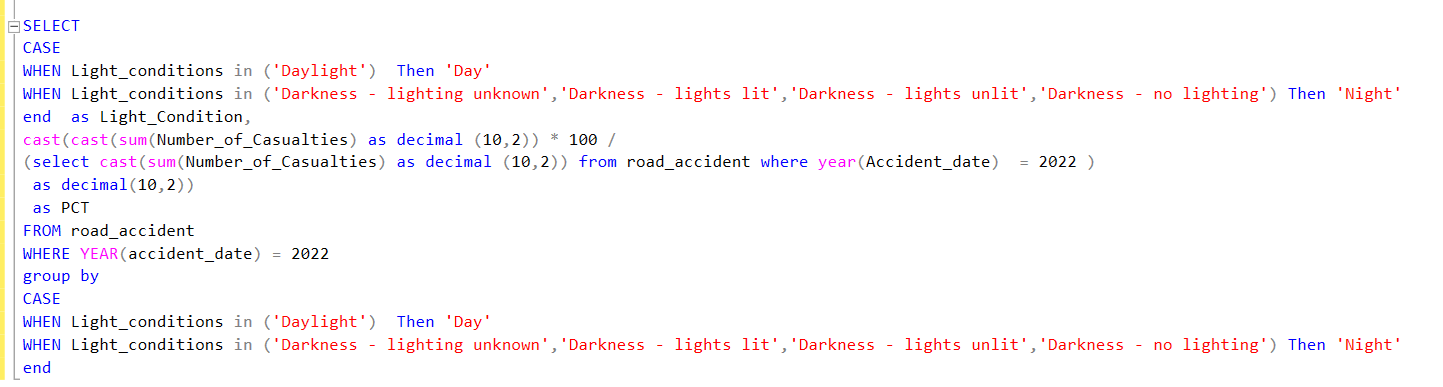 SELECT
CASE
WHEN Light_conditions in ('Daylight')  Then 'Day'
WHEN Light_conditions in ('Darkness - lighting unknown','Darkness - lights lit','Darkness - lights unlit','Darkness - no lighting') Then 'Night'
end  as Light_Condition,
cast(cast(sum(Number_of_Casualties) as decimal (10,2)) * 100 /
(select cast(sum(Number_of_Casualties) as decimal (10,2)) from road_accident where year(Accident_date)  = 2022 )
 as decimal(10,2))
 as PCT
FROM road_accident
WHERE YEAR(accident_date) = 2022
group by
CASE
WHEN Light_conditions in ('Daylight')  Then 'Day'
WHEN Light_conditions in ('Darkness - lighting unknown','Darkness - lights lit','Darkness - lights unlit','Darkness - no lighting') Then 'Night'
end